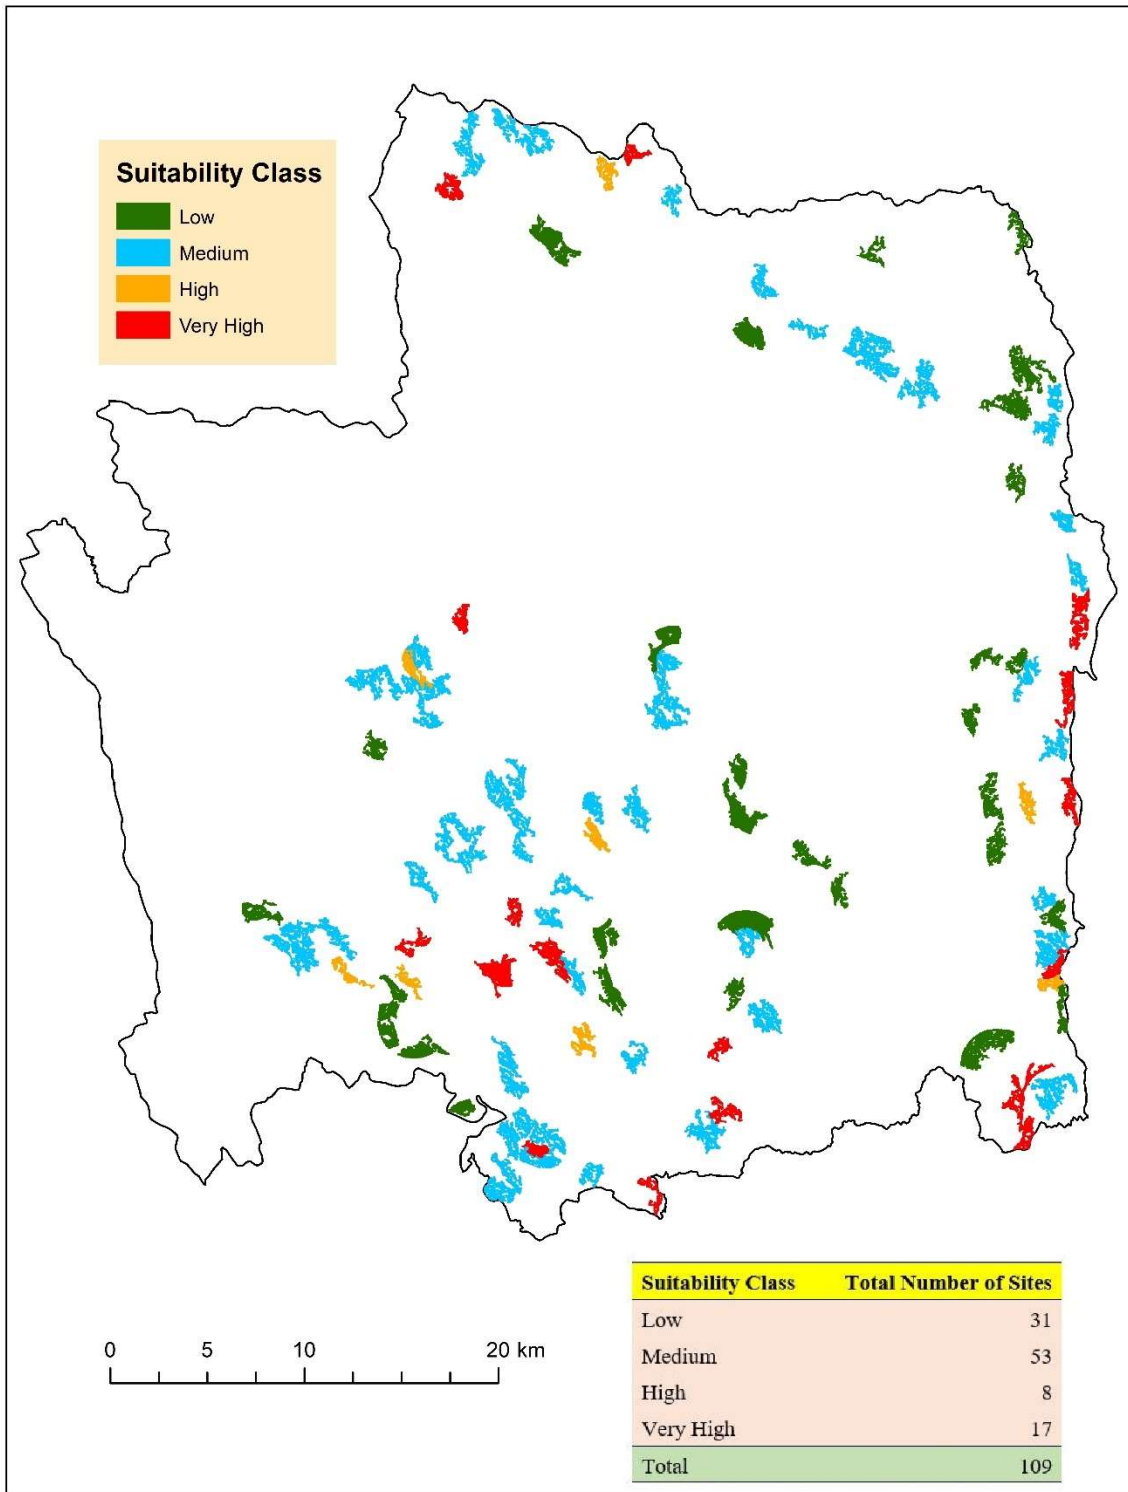 Suitability Class
Low
Medium
High
Very High
0 5 10 20 km
Suitability Class Total Number of Sites
Low 31
Medium 53
High 8
Very High 17
Total 109